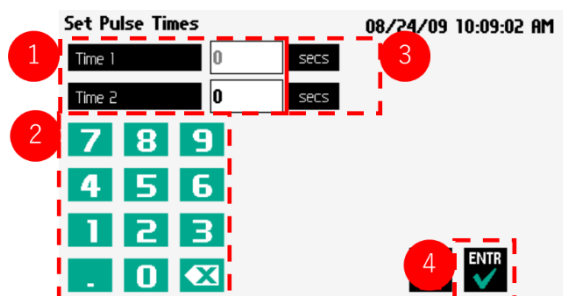 Set Pulse Times 08/24/09 10:09:02 AM
1 Time 1 0 secs 3
Time 2 0 secs
2 7 8 9
4 5 6
1 2 3
. 0
4 ENTR